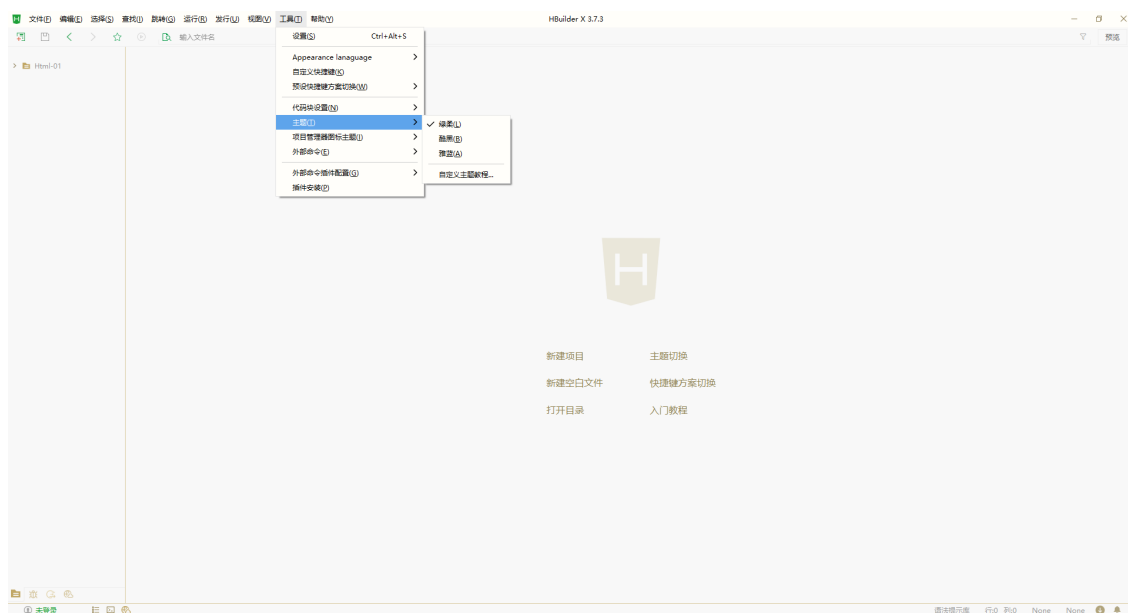 H 文件(F) 编辑(E) 选择(S) 查找(I) 跳转(G) 运行(R) 发行(U) 视图(V) 工具(T) 帮助(Y) HBuilder X 3.7.3
输入文件名 预览
设置(S) Ctrl+Alt+S
Appearance lanaguage
Html-01
自定义快捷键(K)
预设快捷键方案切换(W)
代码块设置(N)
主题(T)
绿柔(L)
项目管理器图标主题(I)
酷黑(B)
外部命令(E)
雅蓝(A)
外部命令插件配置(G)
自定义主题教程...
插件安装(P)
H
新建项目 主题切换
新建空白文件 快捷键方案切换
打开目录 入门教程
未登录 语法提示库 行:0 列:0 None None